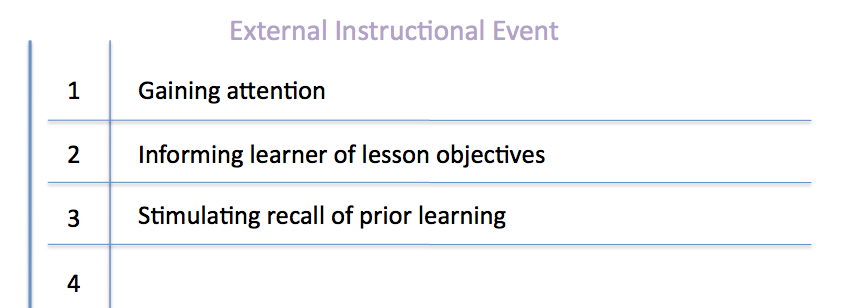 External Instructional Event
1 Gaining attention
2 Informing learner of lesson objectives
3 Stimulating recall of prior learning
4